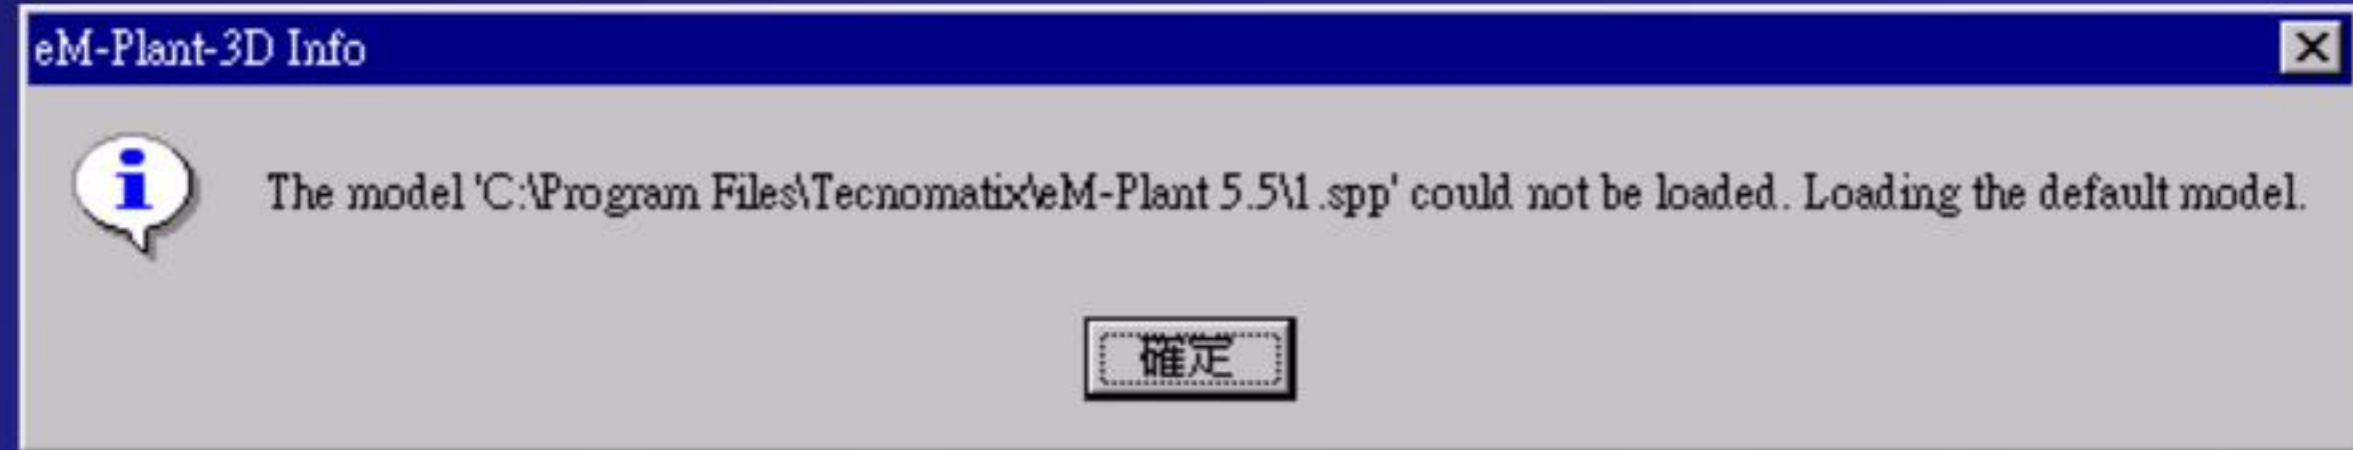 eM-Plant-3D Info
The model 'C:\Program Files\Tecnomatix\eM-Plant 5.5\1.spp' could not be loaded. Loading the default model.
確定